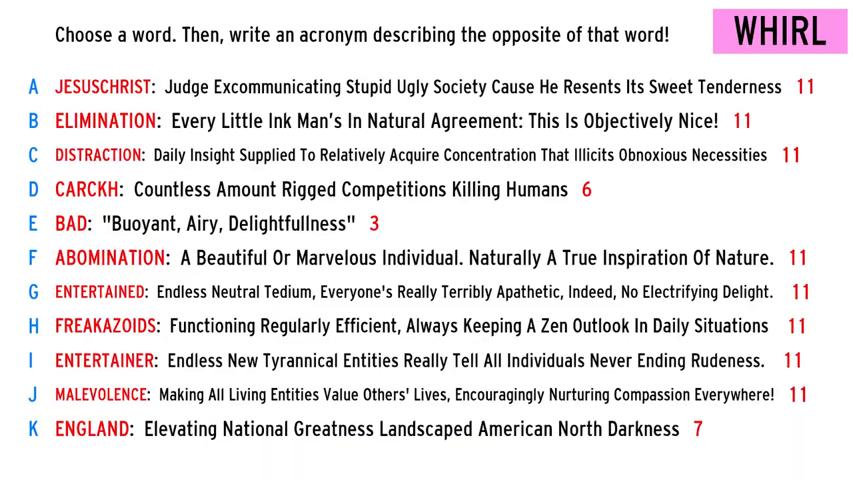 Choose a word. Then, write an acronym describing the opposite of that word!
WHIRL
A JESUSCHRIST: Judge Excommunicating Stupid Ugly Society Cause He Resents Its Sweet Tenderness 11
B ELIMINATION: Every Little Ink Man's In Natural Agreement: This Is Objectively Nice! 11
C DISTRACTION: Daily Insight Supplied To Relatively Acquire Concentration That Illicits Obnoxious Necessities 11
D CARCKH: Countless Amount Rigged Competitions Killing Humans 6
E BAD: "Buoyant, Airy, Delightfullness" 3
F ABOMINATION: A Beautiful Or Marvelous Individual. Naturally A True Inspiration Of Nature. 11
G ENTERTAINED: Endless Neutral Tedium, Everyone's Really Terribly Apathetic, Indeed, No Electrifying Delight. 11
H FREAKAZOIDS: Functioning Regularly Efficient, Always Keeping A Zen Outlook In Daily Situations 11
I ENTERTAINER: Endless New Tyrannical Entities Really Tell All Individuals Never Ending Rudeness. 11
J MALEVOLENCE: Making All Living Entities Value Others' Lives, Encouragingly Nurturing Compassion Everywhere! 11
K ENGLAND: Elevating National Greatness Landscaped American North Darkness 7